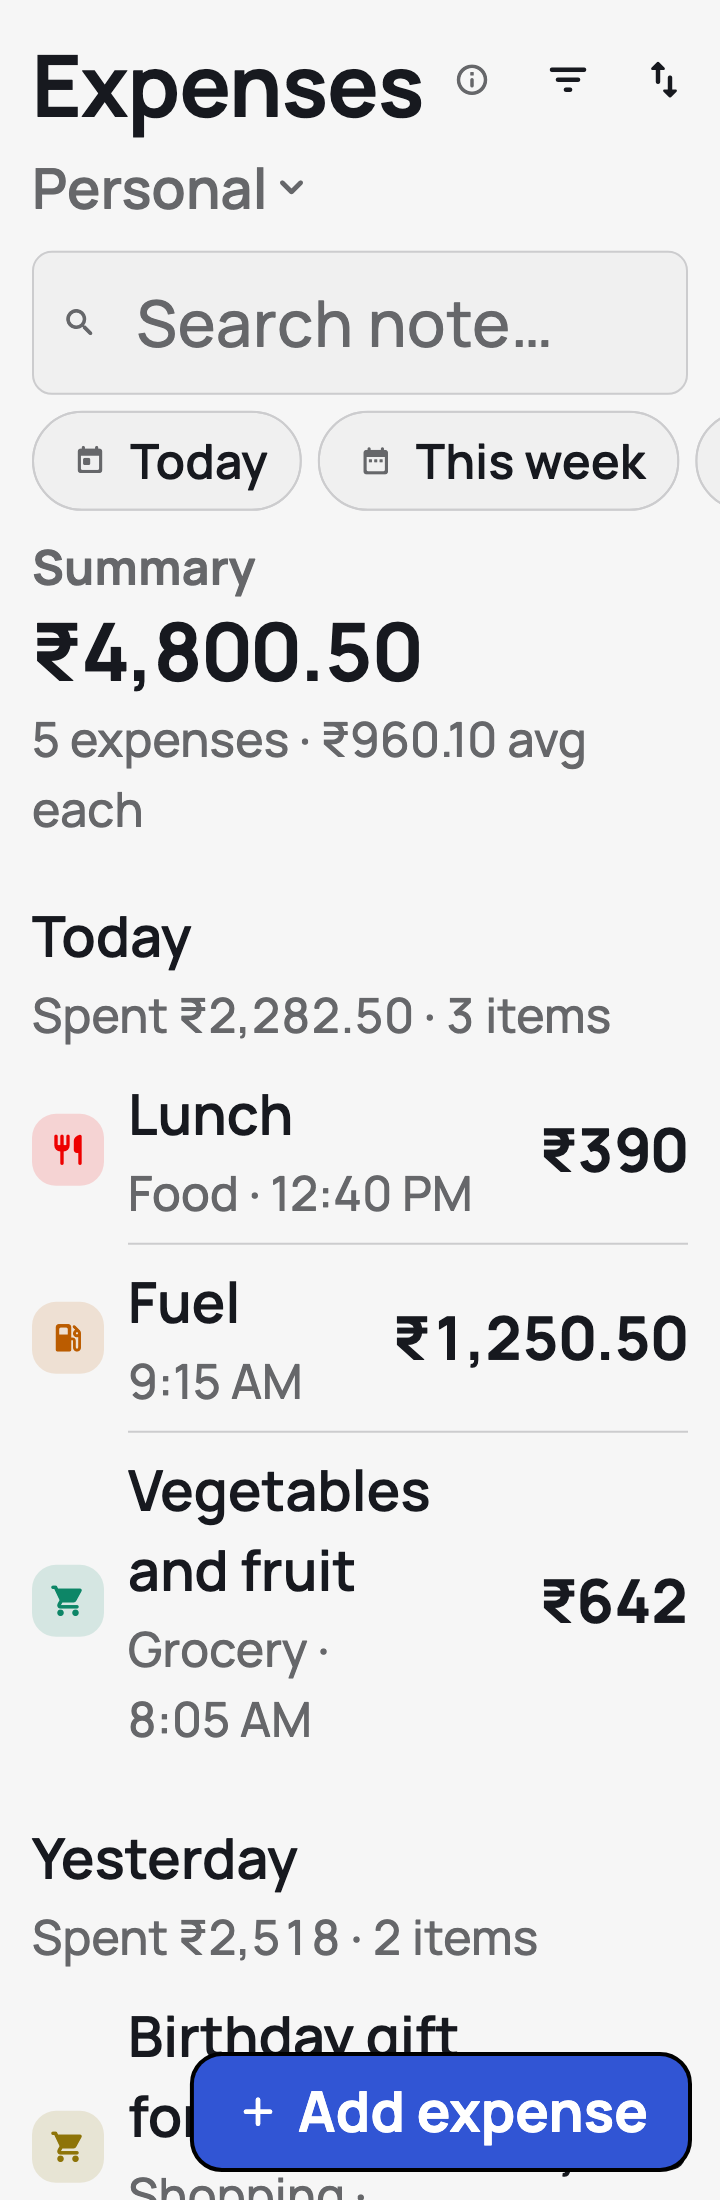 Expenses
Personal
Search note...
Today
This week
Summary
₹4,800.50
5 expenses · ₹960.10 avg
each
Today
Spent ₹2,282.50 · 3 items
Lunch
₹390
Food · 12:40 PM
Fuel
₹1,250.50
9:15 AM
Vegetables
and fruit
₹642
Grocery ·
8:05 AM
Yesterday
Spent ₹2,518 · 2 items
Birthday gift
Add expense
Shopping ·